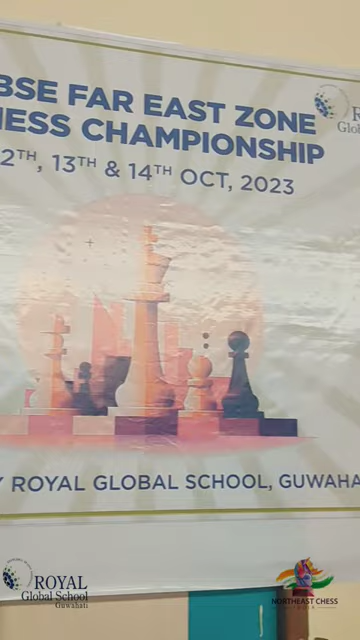 BSE FAR EAST ZONE
HESS CHAMPIONSHIP
2TH, 13TH & 14TH OCT, 2023
Y ROYAL GLOBAL SCHOOL, GUWAHA
ROYAL
Global School
Guwahati
NORTHEAST CHESS